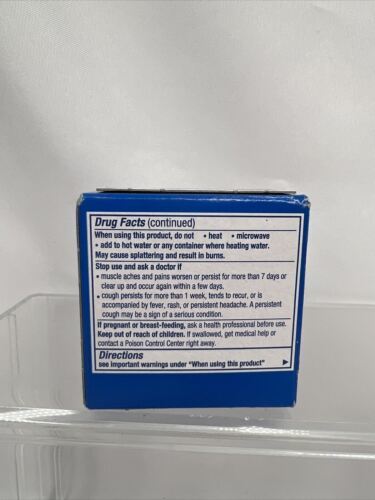 Drug Facts (continued)
When using this product, do not • heat • microwave
• add to hot water or any container where heating water.
May cause splattering and result in burns.
Stop use and ask a doctor if
• muscle aches and pains worsen or persist for more than 7 days or
clear up and occur again within a few days.
• cough persists for more than 1 week, tends to recur, or is
accompanied by fever, rash, or persistent headache. A persistent
cough may be a sign of a serious condition.
If pregnant or breast-feeding, ask a health professional before use.
Keep out of reach of children. If swallowed, get medical help or
contact a Poison Control Center right away.
Directions
see important warnings under “When using this product”